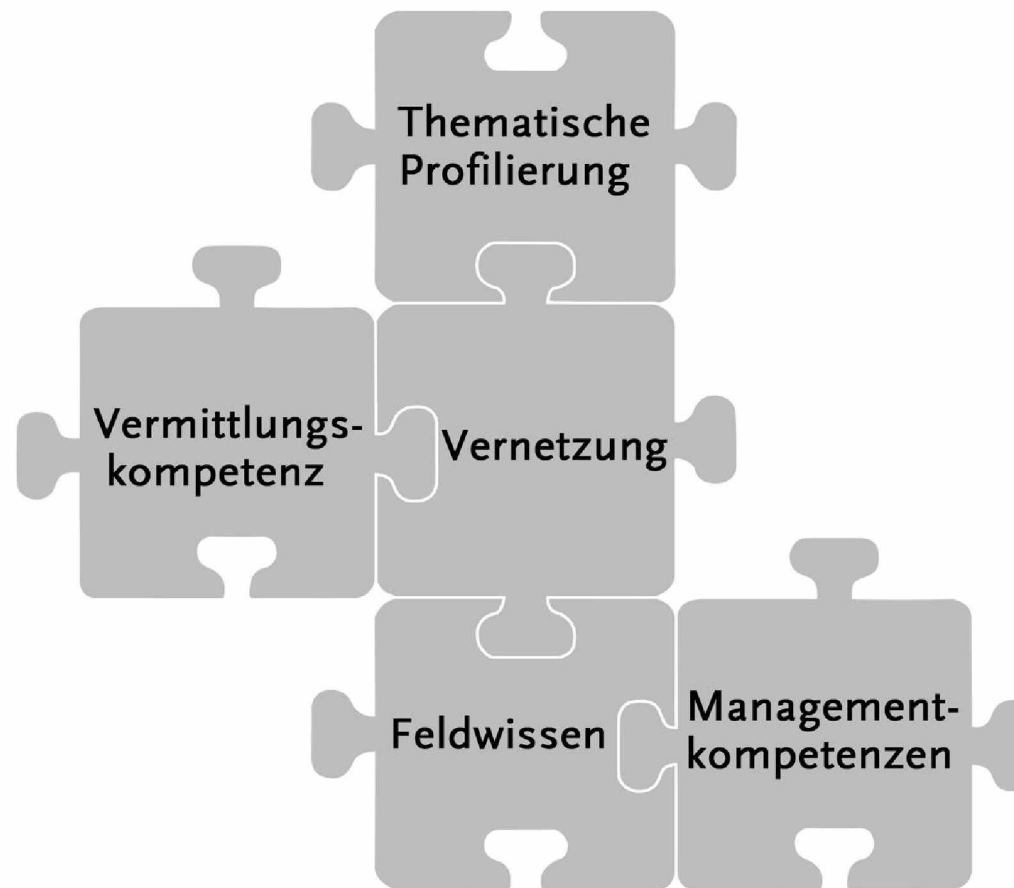 Thematische
Profilierung
Vermittlungs-
kompetenz
Vernetzung
Feldwissen
Management-
kompetenzen